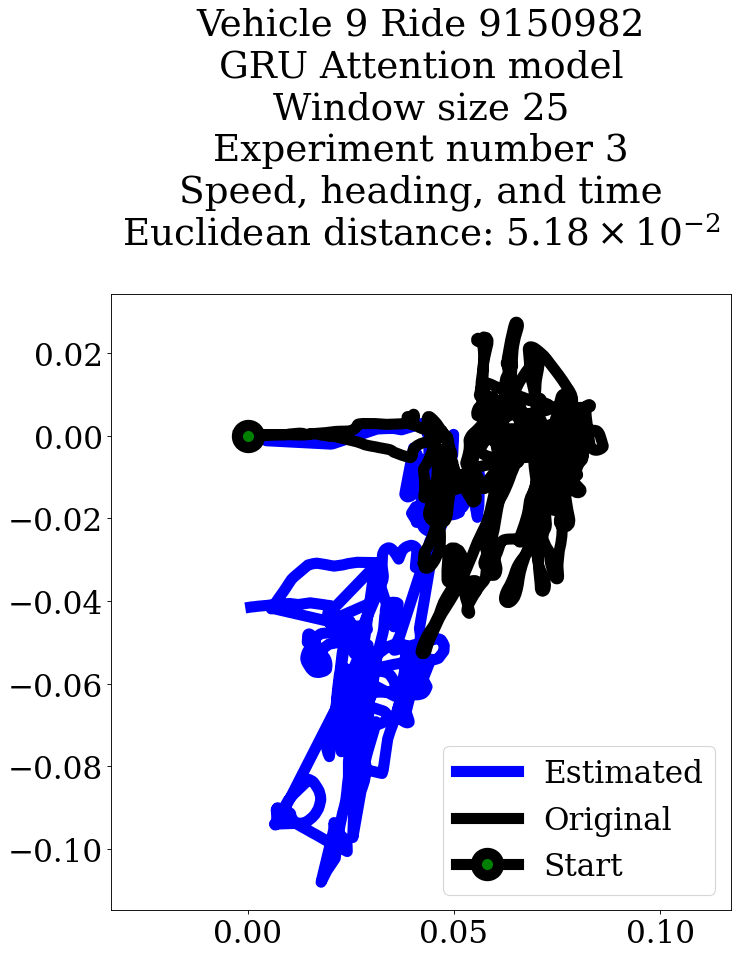 Vehicle 9 Ride 9150982
GRU Attention model
Window size 25
Experiment number 3
Speed, heading, and time
Euclidean distance: 5.18 × 10⁻²
0.02
0.00
−0.02
−0.04
−0.06
−0.08
−0.10
Estimated
Original
Start
0.00 0.05 0.10